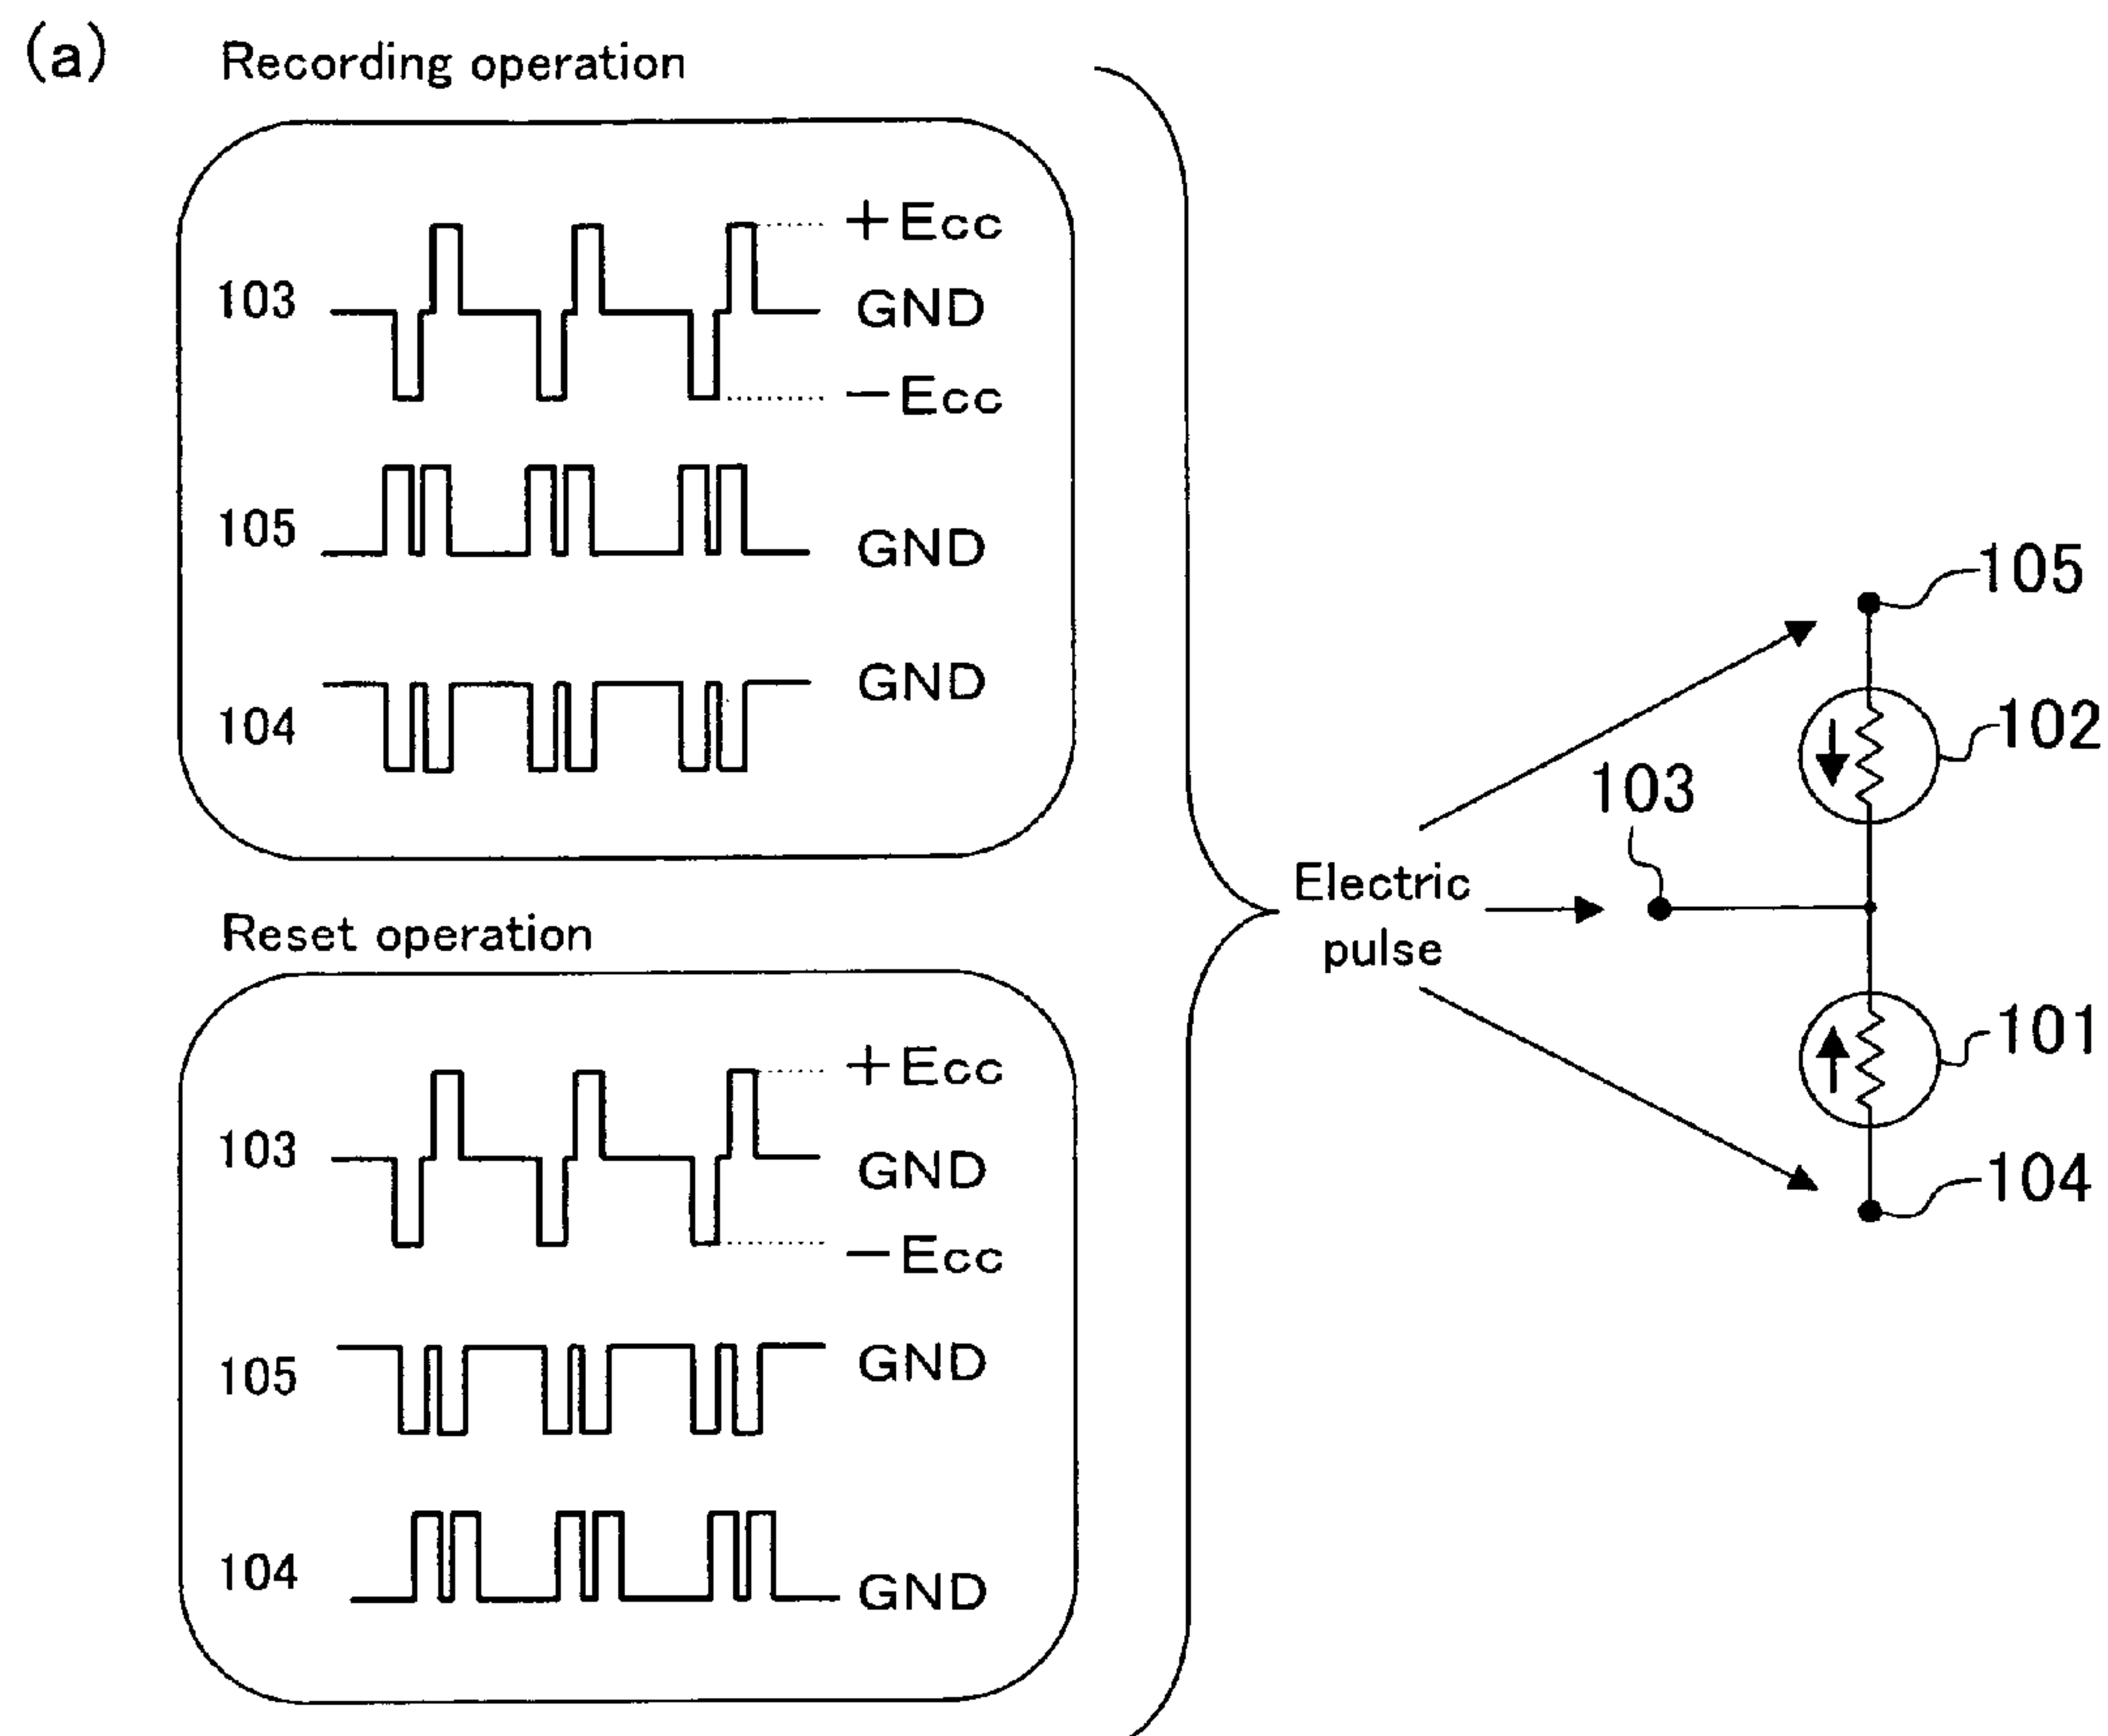 (a)
Recording operation
+Ecc
103
GND
-Ecc
105
GND
104
GND
Reset operation
+Ecc
103
GND
-Ecc
105
GND
104
GND
Electric
pulse
105
102
103
101
104